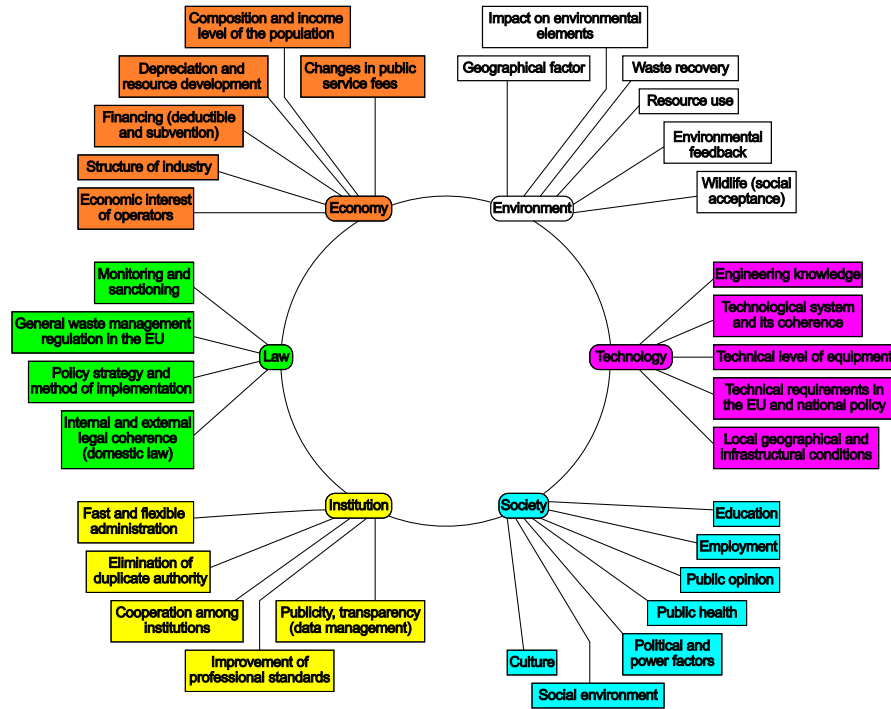 Composition and income
level of the population
Depreciation and
resource development
Changes in public
service fees
Financing (deductible
and subvention)
Structure of industry
Economic interest
of operators
Economy
Impact on environmental
elements
Geographical factor
Waste recovery
Resource use
Environmental
feedback
Wildlife (social
acceptance)
Environment
Monitoring and
sanctioning
General waste management
regulation in the EU
Policy strategy and
method of implementation
Internal and external
legal coherence
(domestic law)
Law
Engineering knowledge
Technological system
and its coherence
Technical level of equipment
Technical requirements in
the EU and national policy
Local geographical and
infrastructural conditions
Technology
Institution
Fast and flexible
administration
Elimination of
duplicate authority
Cooperation among
institutions
Publicity, transparency
(data management)
Improvement of
professional standards
Society
Education
Employment
Public opinion
Public health
Political and
power factors
Culture
Social environment